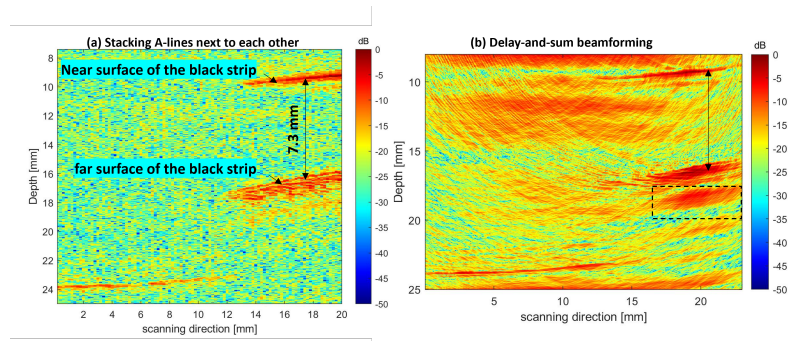 (a) Stacking A-lines next to each other
dB
Near surface of the black strip
7.3 mm
far surface of the black strip
Depth [mm]
8
10
12
14
16
18
20
22
24
2 4 6 8 10 12 14 16 18 20
scanning direction [mm]
0
-5
-10
-15
-20
-25
-30
-35
-40
-45
-50
(b) Delay-and-sum beamforming
dB
Depth [mm]
10
15
20
25
5 10 15 20
scanning direction [mm]
0
-5
-10
-15
-20
-25
-30
-35
-40
-45
-50